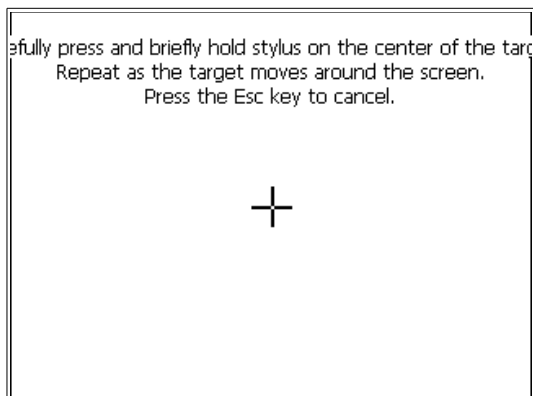 efully press and briefly hold stylus on the center of the targ
Repeat as the target moves around the screen.
Press the Esc key to cancel.